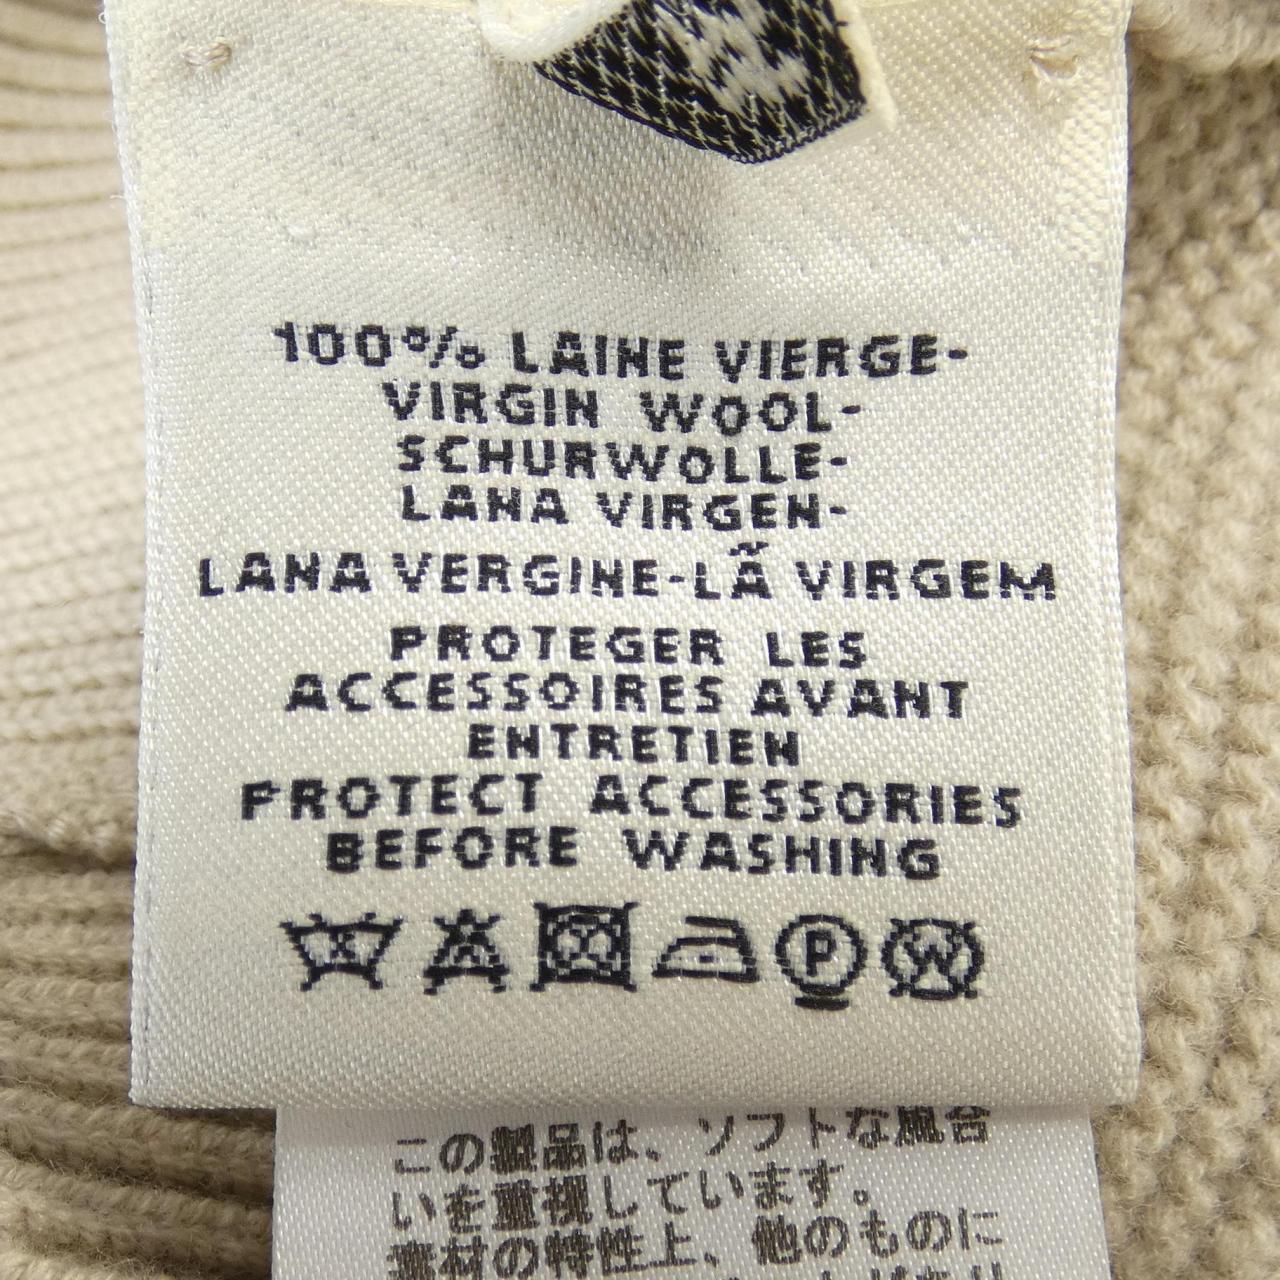 100% LAINE VIERGE-
VIRGIN WOOL-
SCHURWOLLE-
LANA VIRGEN-
LANA VERGINE-LÃ VIRGEM
PROTEGER LES
ACCESSOIRES AVANT
ENTRETIEN
PROTECT ACCESSORIES
BEFORE WASHING
P W
この製品は、ソフトな風合
いを重視しています。
素材の特性上、他のものに